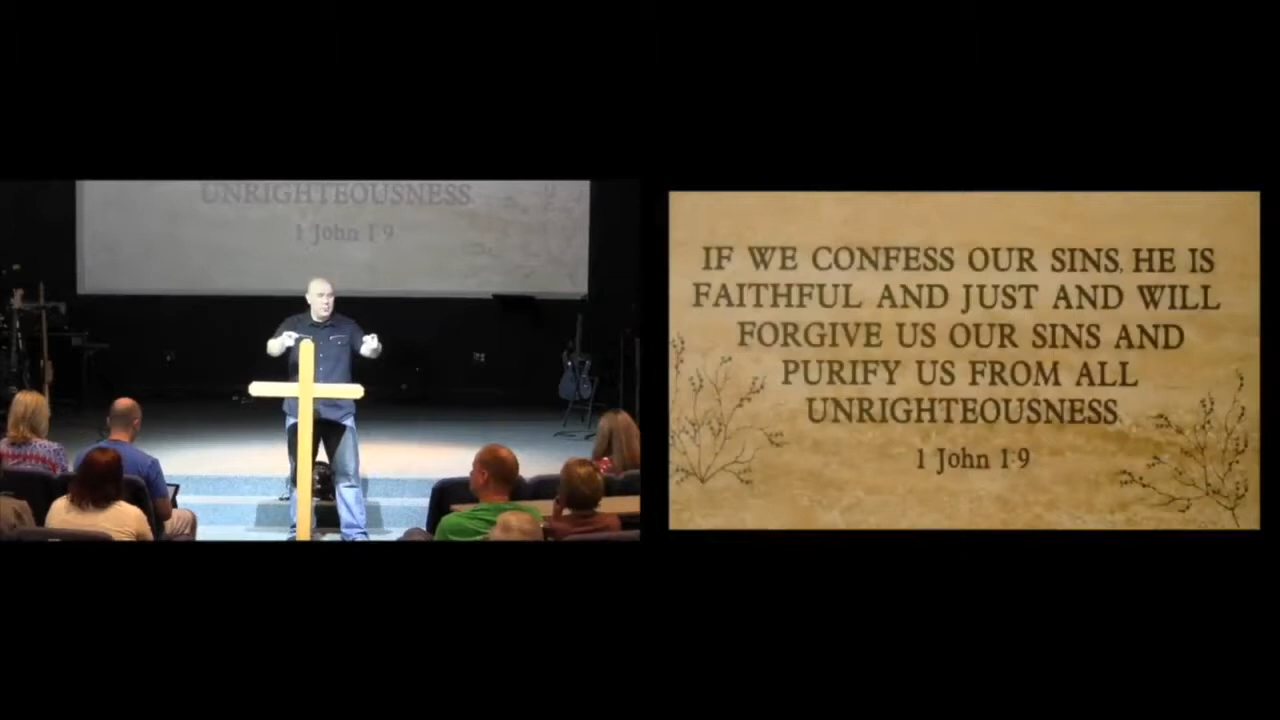 UNRIGHTEOUSNESS
1 John 1 9
IF WE CONFESS OUR SINS, HE IS
FAITHFUL AND JUST AND WILL
FORGIVE US OUR SINS AND
PURIFY US FROM ALL
UNRIGHTEOUSNESS
1 John 1:9